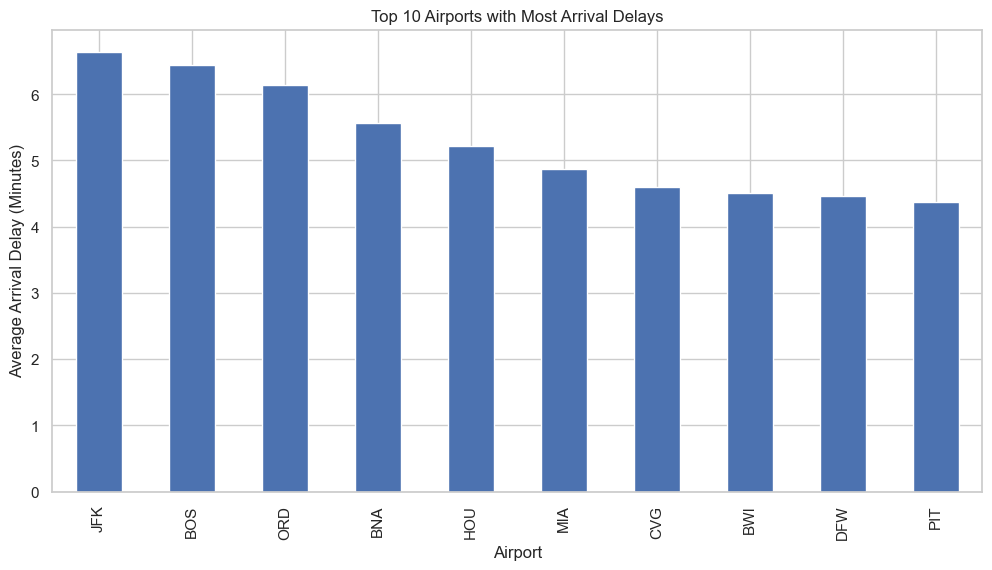 Top 10 Airports with Most Arrival Delays
Average Arrival Delay (Minutes)
6
5
4
3
2
1
0
JFK
BOS
ORD
BNA
HOU
MIA
CVG
BWI
DFW
PIT
Airport